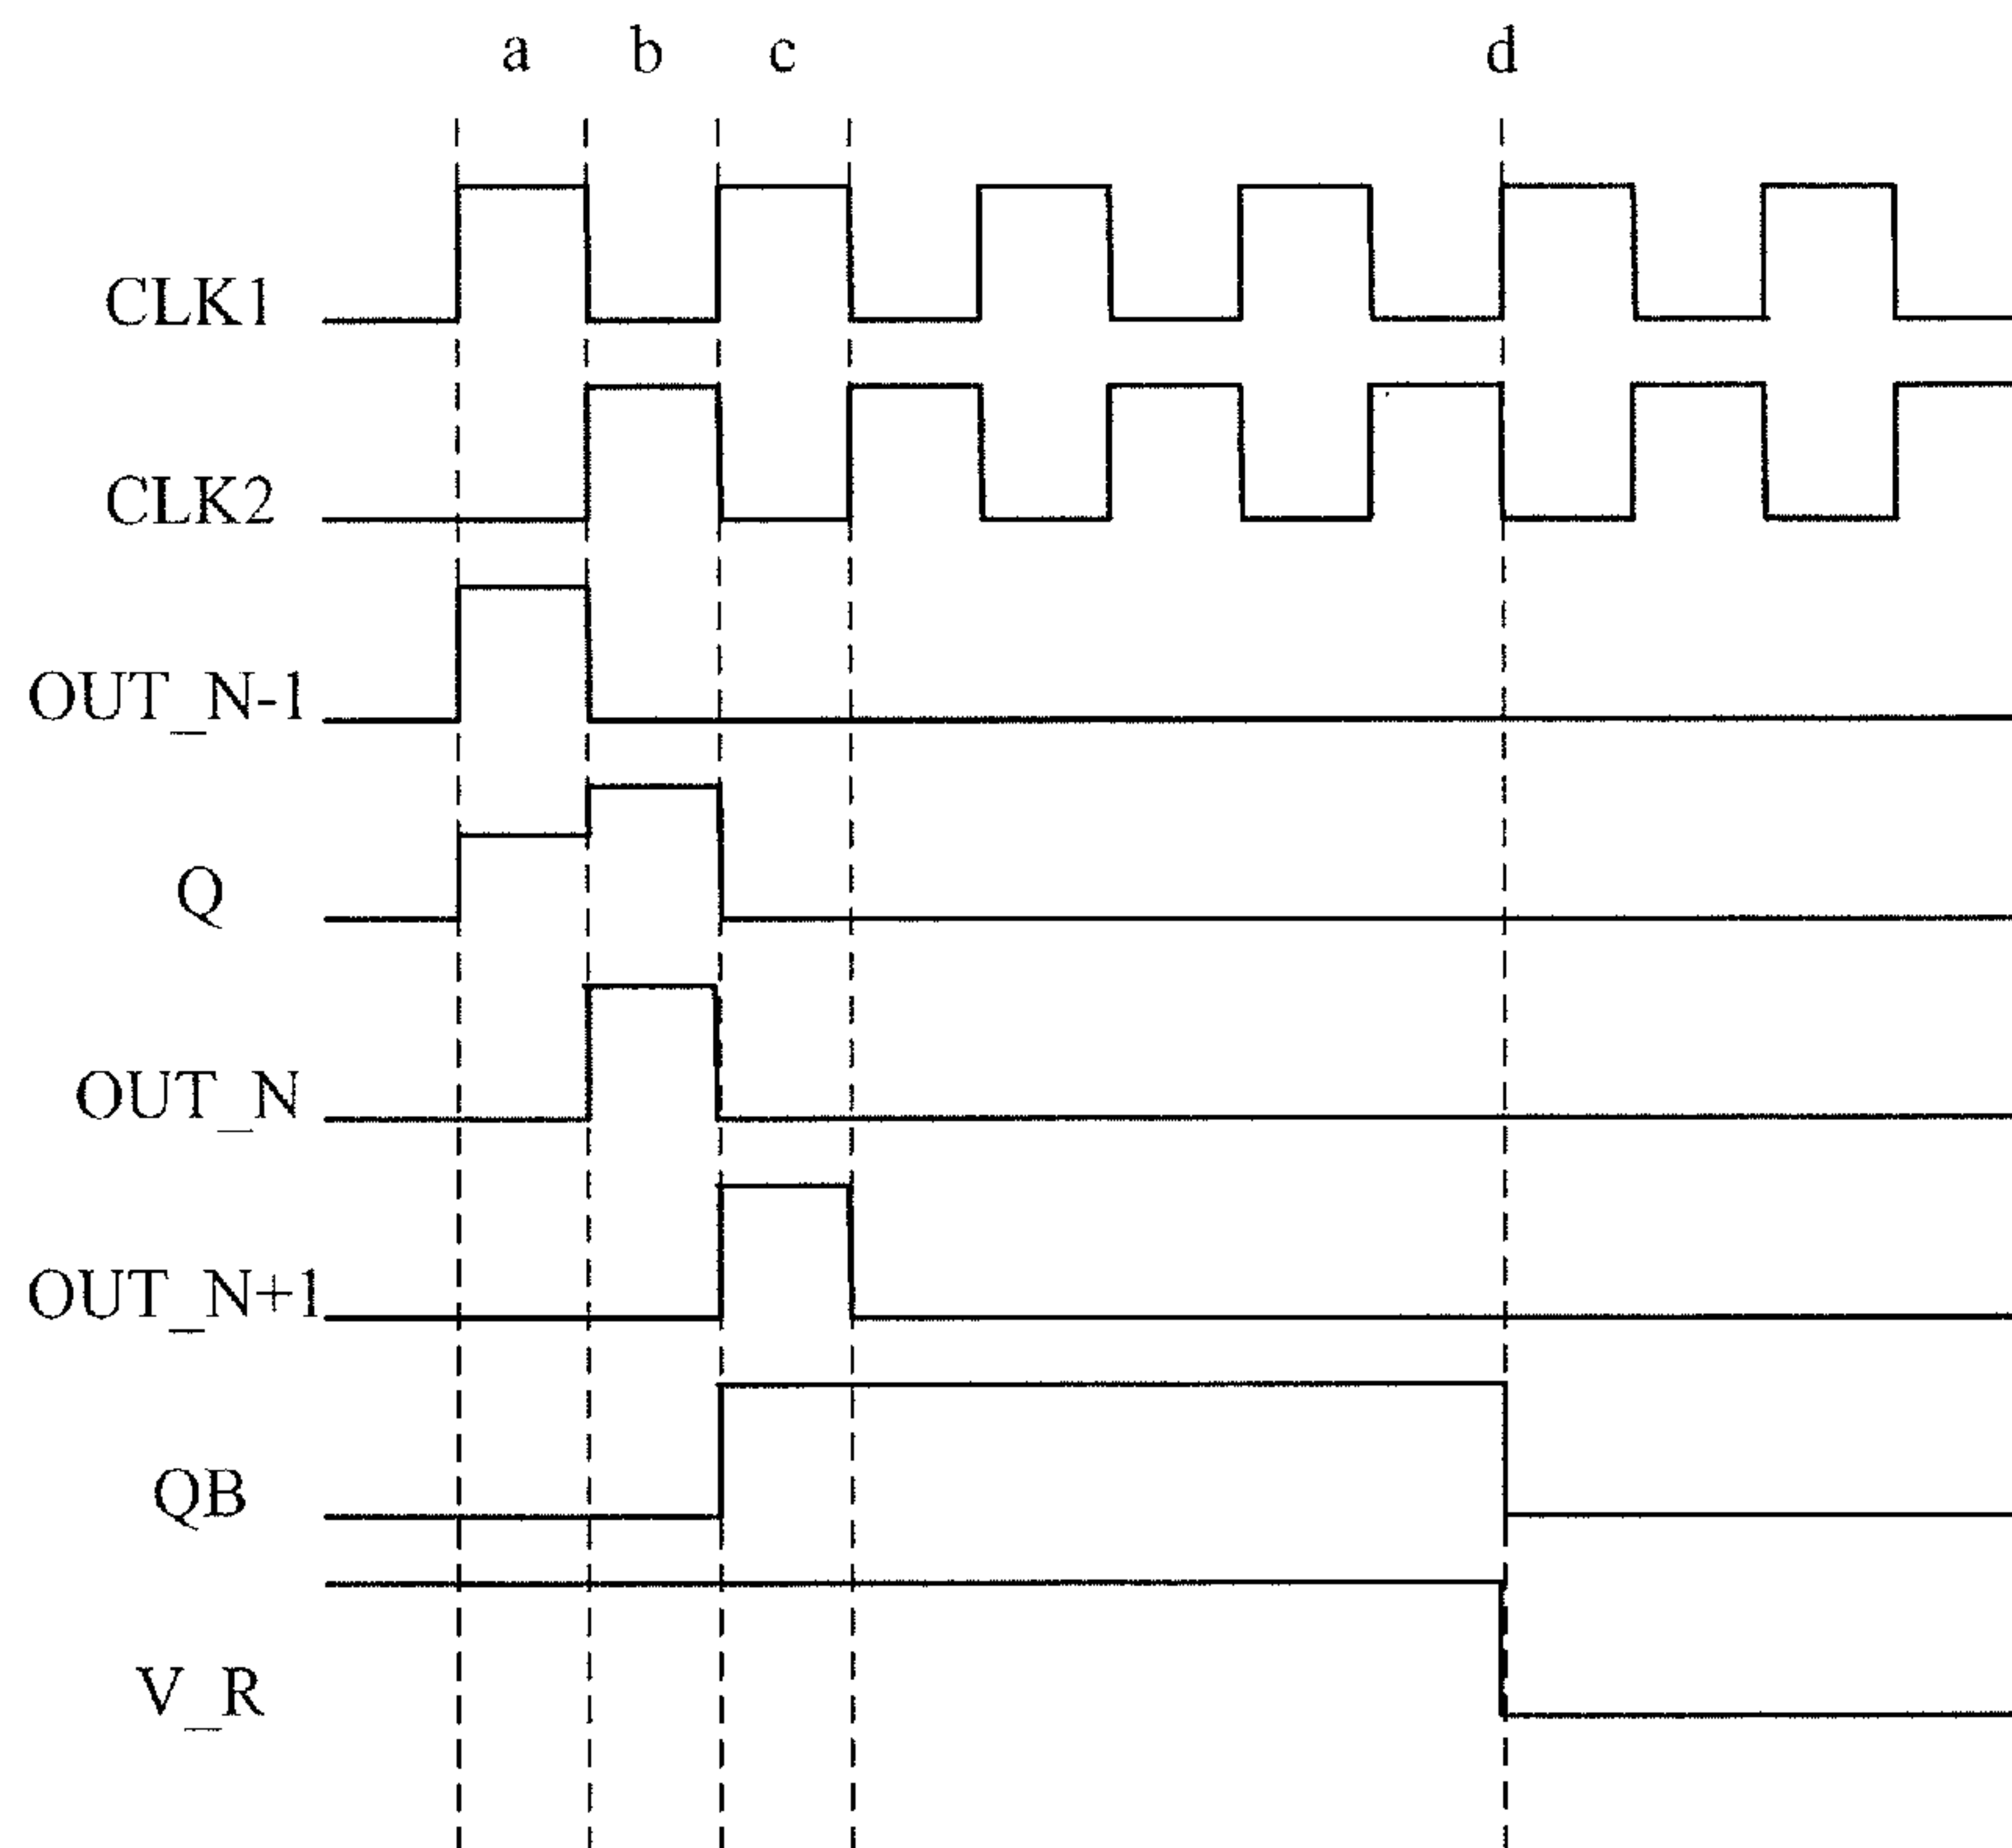 a b c d
CLK1
CLK2
OUT_N-1
Q
OUT_N
OUT_N+1
QB
V_R